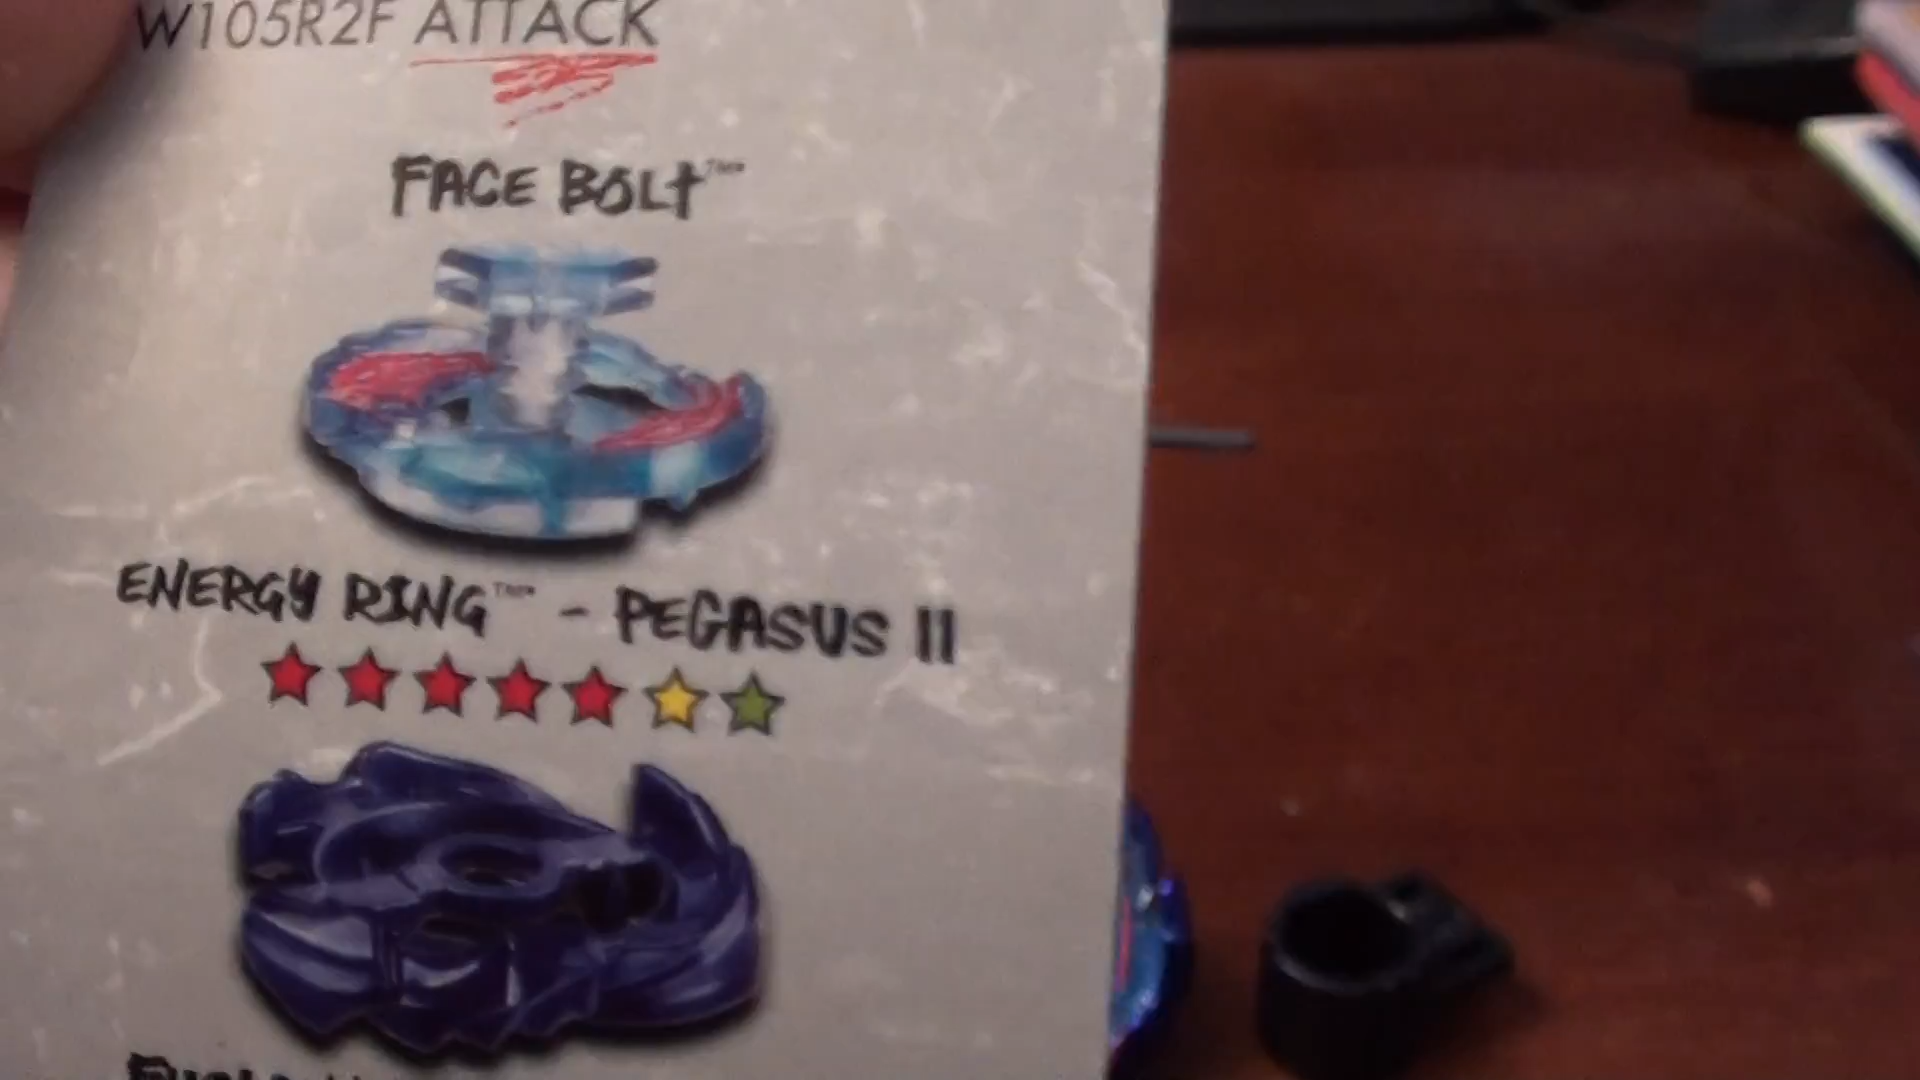 W105R2F ATTACK
FACE BOLT™
ENERGY RING™ - PEGASUS II